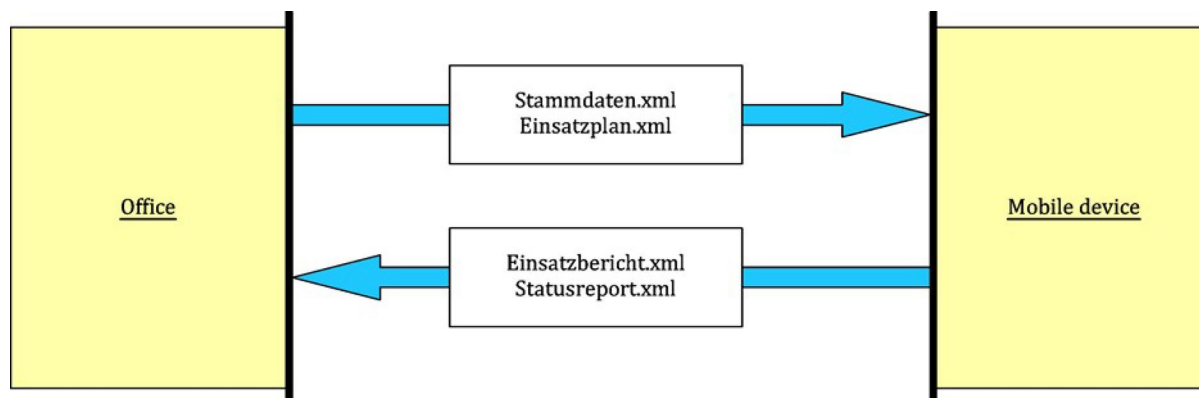 Stammdaten.xml
Einsatzplan.xml
Office
Mobile device
Einsatzbericht.xml
Statusreport.xml